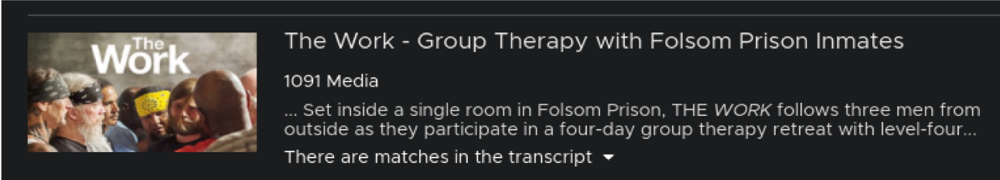 The
Work
The Work - Group Therapy with Folsom Prison Inmates
1091 Media
... Set inside a single room in Folsom Prison, THE WORK follows three men from
outside as they participate in a four-day group therapy retreat with level-four...
There are matches in the transcript